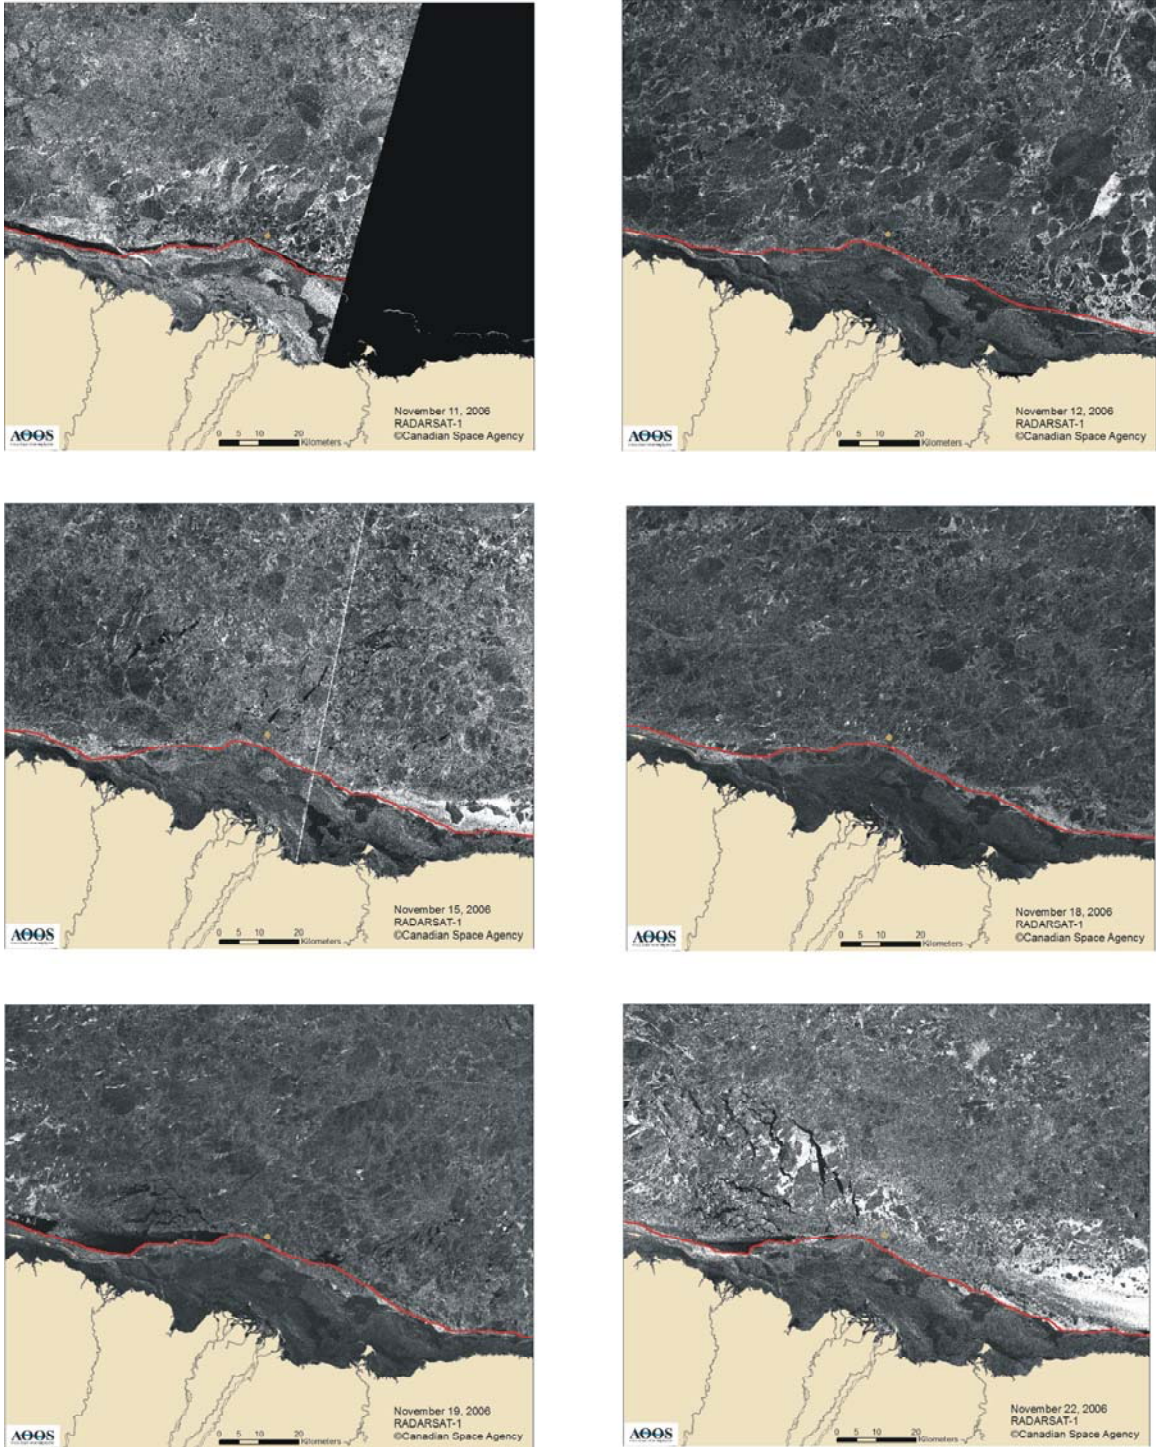 November 11, 2006
RADARSAT-1
©Canadian Space Agency
AOOS
0 5 10 20
Kilometers
November 12, 2006
RADARSAT-1
©Canadian Space Agency
AOOS
0 5 10 20
Kilometers
November 15, 2006
RADARSAT-1
©Canadian Space Agency
AOOS
0 5 10 20
Kilometers
November 18, 2006
RADARSAT-1
©Canadian Space Agency
AOOS
0 5 10 20
Kilometers
November 19, 2006
RADARSAT-1
©Canadian Space Agency
AOOS
0 5 10 20
Kilometers
November 22, 2006
RADARSAT-1
©Canadian Space Agency
AOOS
0 5 10 20
Kilometers